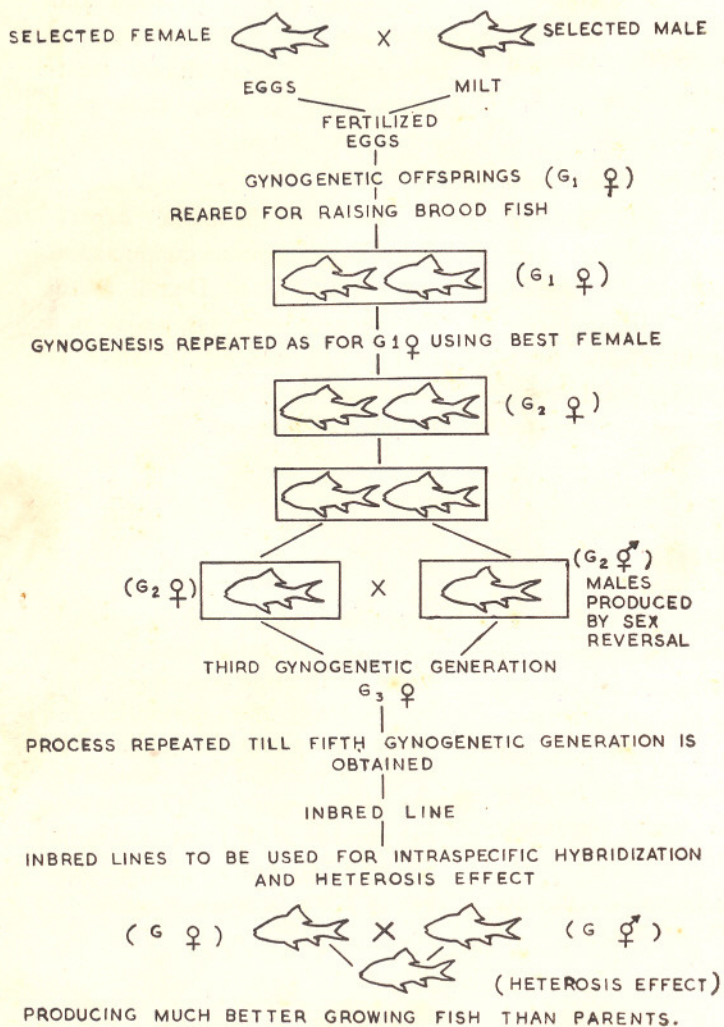 SELECTED FEMALE X SELECTED MALE
EGGS MILT
FERTILIZED
EGGS
GYNOGENETIC OFFSPRINGS (G₁ ♀)
REARED FOR RAISING BROOD FISH
(G₁ ♀)
GYNOGENESIS REPEATED AS FOR G1♀ USING BEST FEMALE
(G₂ ♀)
(G₂ ♀) X (G₂ ⚥)
MALES
PRODUCED
BY SEX
REVERSAL
THIRD GYNOGENETIC GENERATION
G₃ ♀
PROCESS REPEATED TILL FIFTH GYNOGENETIC GENERATION IS
OBTAINED
INBRED LINE
INBRED LINES TO BE USED FOR INTRASPECIFIC HYBRIDIZATION
AND HETEROSIS EFFECT
(G ♀) X (G ⚥)
(HETEROSIS EFFECT)
PRODUCING MUCH BETTER GROWING FISH THAN PARENTS.